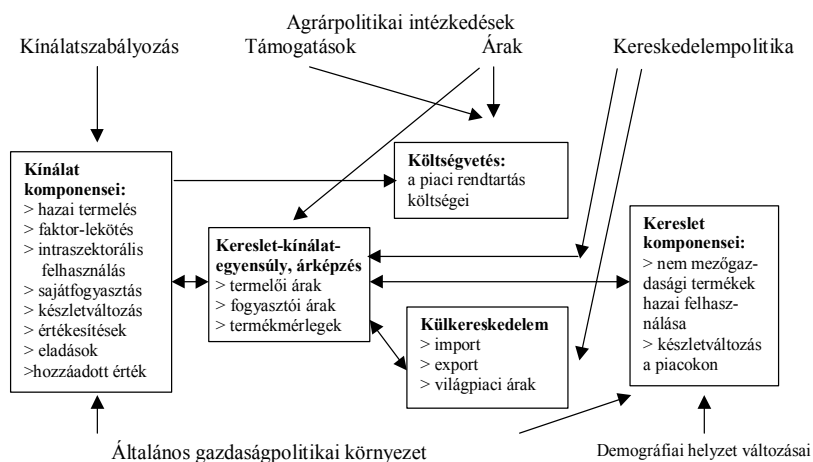 Agrárpolitikai intézkedések
Kínálatszabályozás
Támogatások
Árak
Kereskedelempolitika
Kínálat
komponensei:
> hazai termelés
> faktor-lekötés
> intraszektorális
felhasználás
> sajátfogyasztás
> készletváltozás
> értékesítések
> eladások
>hozzáadott érték
Költségvetés:
a piaci rendtartás
költségei
Kereslet-kínálat-
egyensúly, árképzés
> termelői árak
> fogyasztói árak
> termékmérlegek
Külkereskedelem
> import
> export
> világpiaci árak
Kereslet
komponensei:
> nem mezőgaz-
dasági termékek
hazai felhasz-
nálása
> készletváltozás
a piacokon
Általános gazdaságpolitikai környezet
Demográfiai helyzet változásai